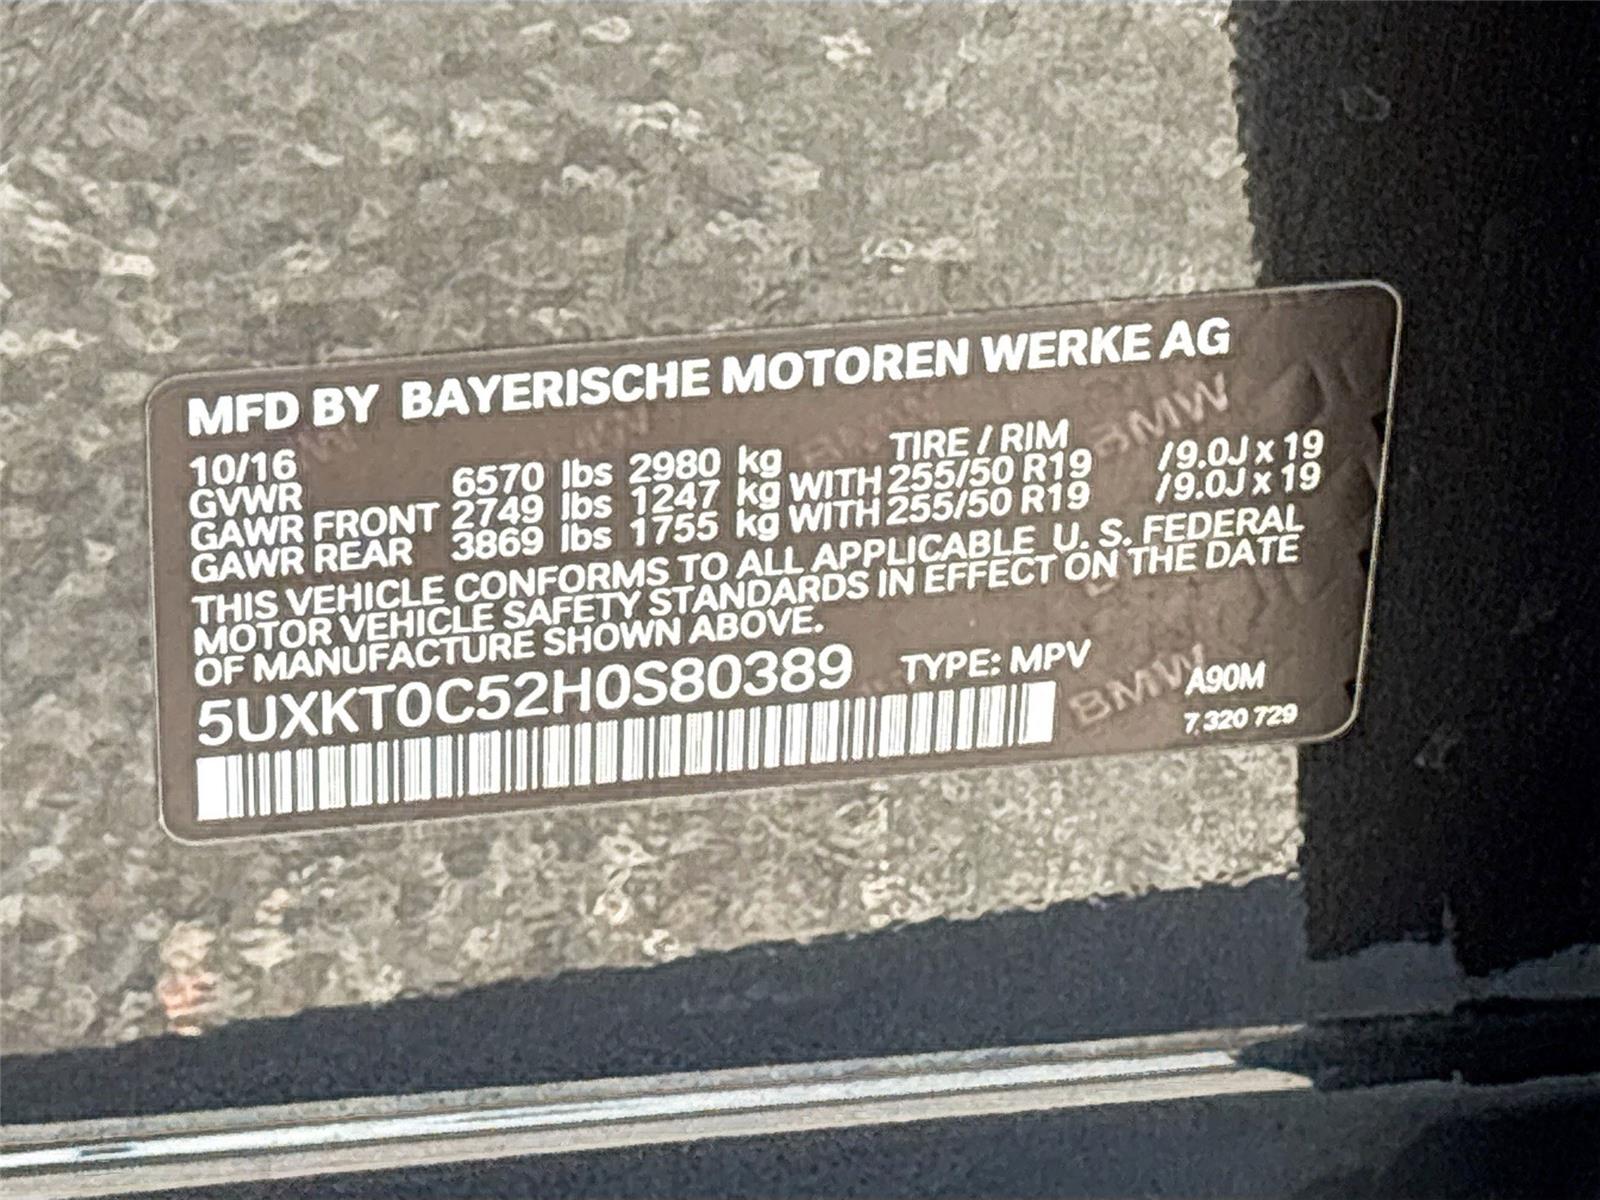 MFD BY BAYERISCHE MOTOREN WERKE AG
10/16 TIRE / RIM
GVWR 6570 lbs 2980 kg
GAWR FRONT 2749 lbs 1247 kg WITH 255/50 R19 /9.0J x 19
GAWR REAR 3869 lbs 1755 kg WITH 255/50 R19 /9.0J x 19
THIS VEHICLE CONFORMS TO ALL APPLICABLE U. S. FEDERAL
MOTOR VEHICLE SAFETY STANDARDS IN EFFECT ON THE DATE
OF MANUFACTURE SHOWN ABOVE.
5UXKT0C52H0S80389 TYPE: MPV
A90M
7 320 729
BMW
BMW